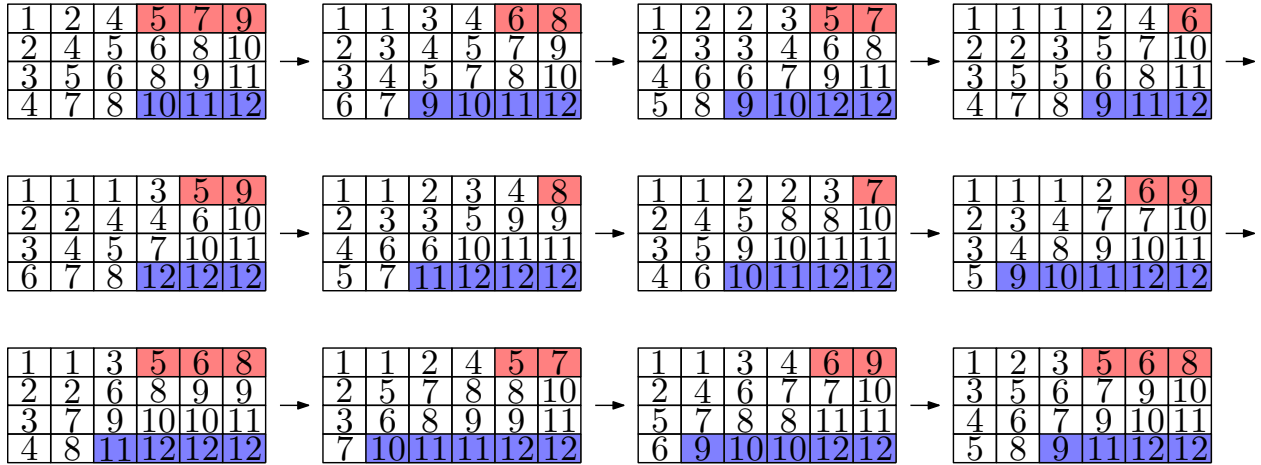 1 2 4 5 7 9 1 1 3 4 6 8 1 2 2 3 5 7 1 1 1 2 4 6
2 4 5 6 8 10 2 3 4 5 7 9 2 3 3 4 6 8 2 2 3 5 7 10
3 5 6 8 9 11 3 4 5 7 8 10 4 6 6 7 9 11 3 5 5 6 8 11
4 7 8 10 11 12 6 7 9 10 11 12 5 8 9 10 12 12 4 7 8 9 11 12
1 1 1 3 5 9 1 1 2 3 4 8 1 1 2 2 3 7 1 1 1 2 6 9
2 2 4 4 6 10 2 3 3 5 9 9 2 4 5 8 8 10 2 3 4 7 7 10
3 4 5 7 10 11 4 6 6 10 11 11 3 5 9 10 11 11 3 4 8 9 10 11
6 7 8 12 12 12 5 7 11 12 12 12 4 6 10 11 12 12 5 9 10 11 12 12
1 1 3 5 6 8 1 1 2 4 5 7 1 1 3 4 6 9 1 2 3 5 6 8
2 2 6 8 9 9 2 5 7 8 8 10 2 4 6 7 7 10 3 5 6 7 9 10
3 7 9 10 10 11 3 6 8 9 9 11 5 7 8 8 11 11 4 6 7 9 10 11
4 8 11 12 12 12 7 10 11 11 12 12 6 9 10 10 12 12 5 8 9 11 12 12